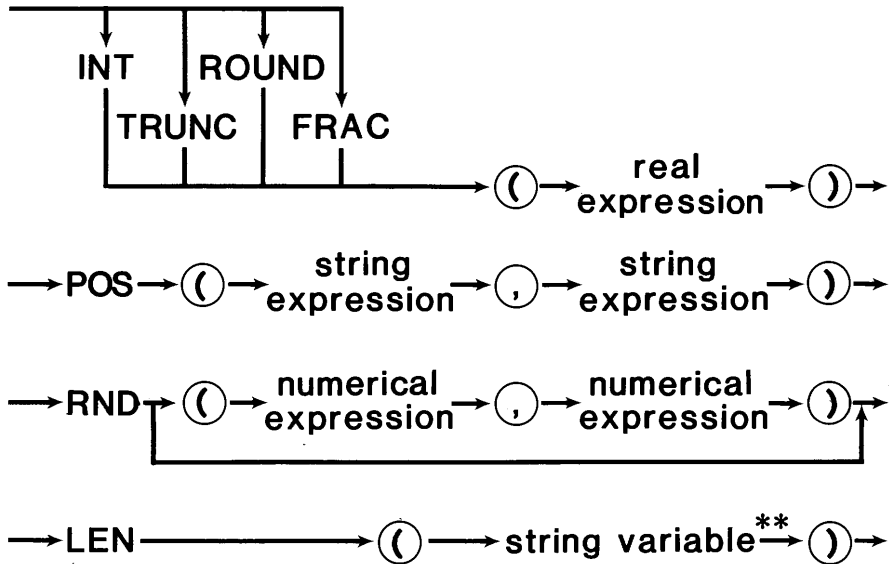 INT ROUND
TRUNC FRAC
( real expression )
POS ( string expression , string expression )
RND ( numerical expression , numerical expression )
LEN ( string variable** )